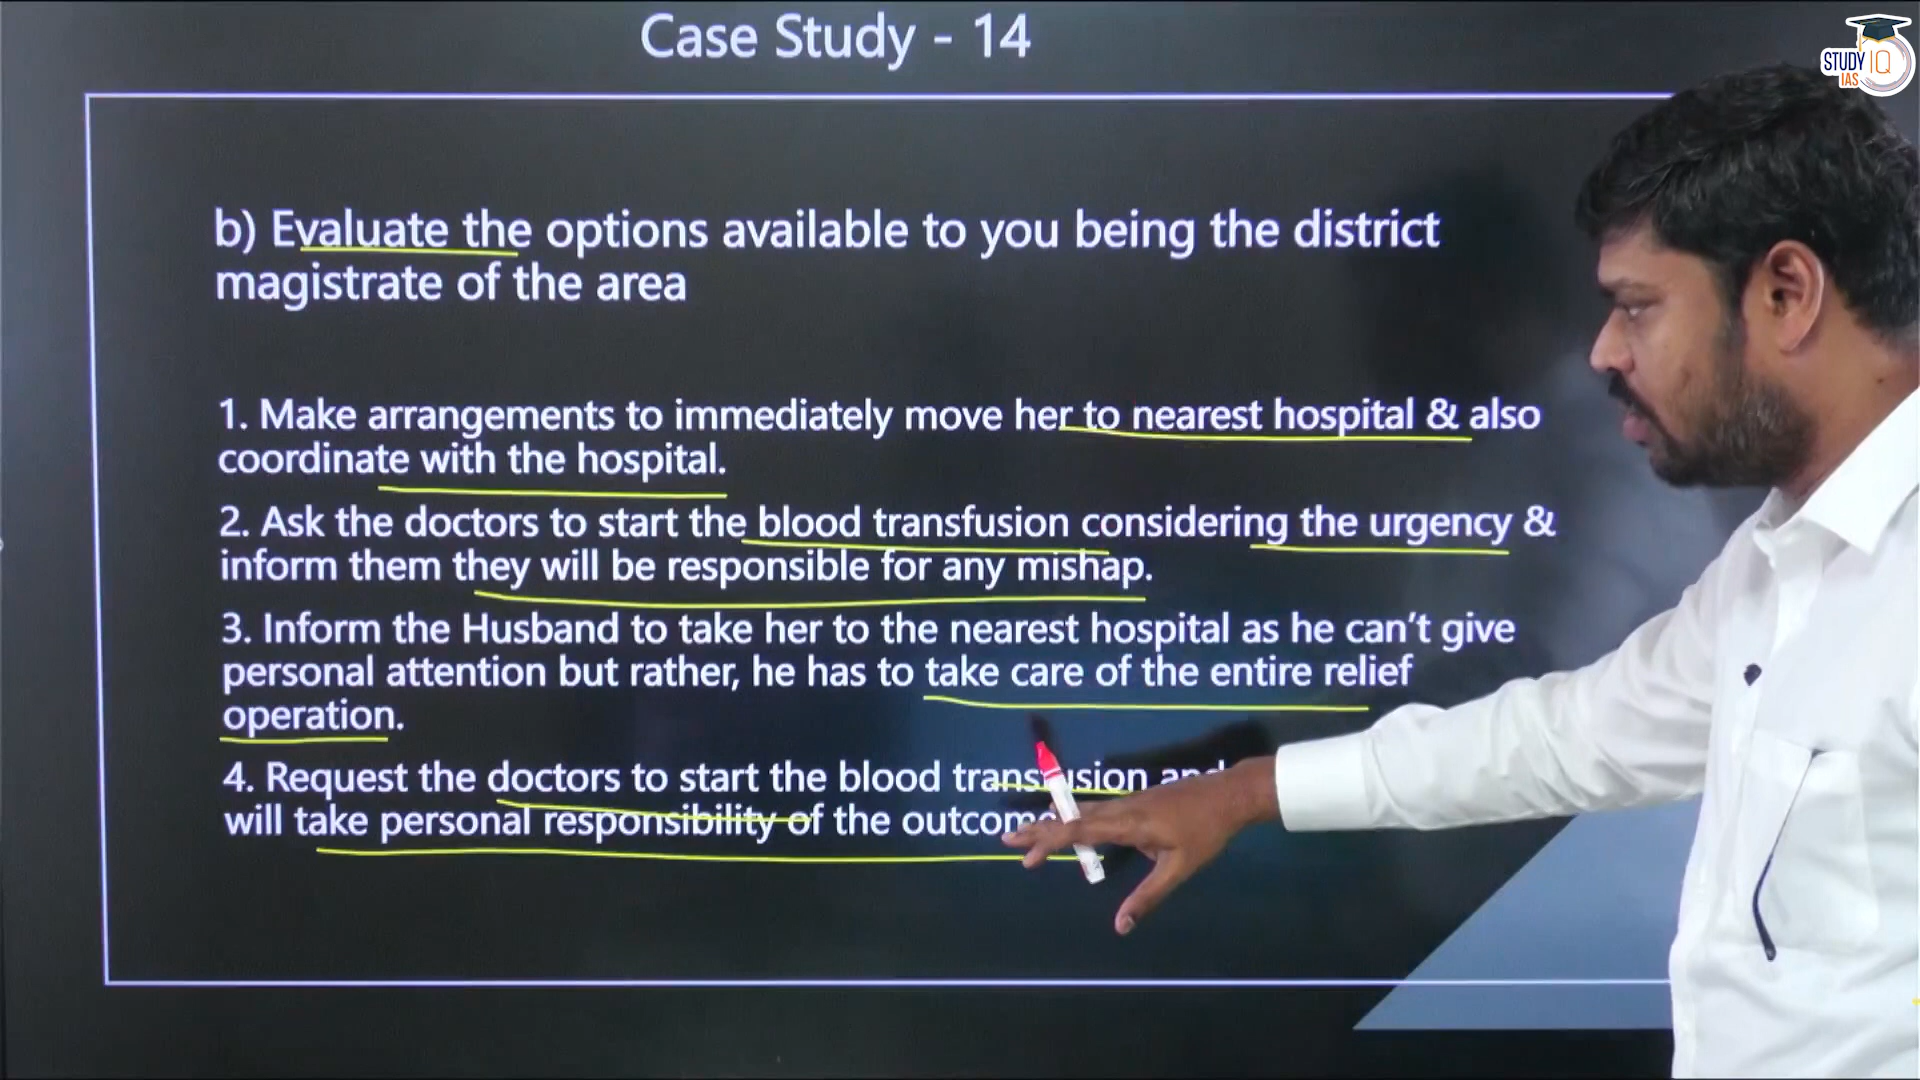 Case Study - 14
STUDY IQ
IAS
b) Evaluate the options available to you being the district
magistrate of the area
1. Make arrangements to immediately move her to nearest hospital & also
coordinate with the hospital.
2. Ask the doctors to start the blood transfusion considering the urgency &
inform them they will be responsible for any mishap.
3. Inform the Husband to take her to the nearest hospital as he can't give
personal attention but rather, he has to take care of the entire relief
operation.
4. Request the doctors to start the blood transfusion and
will take personal responsibility of the outcome